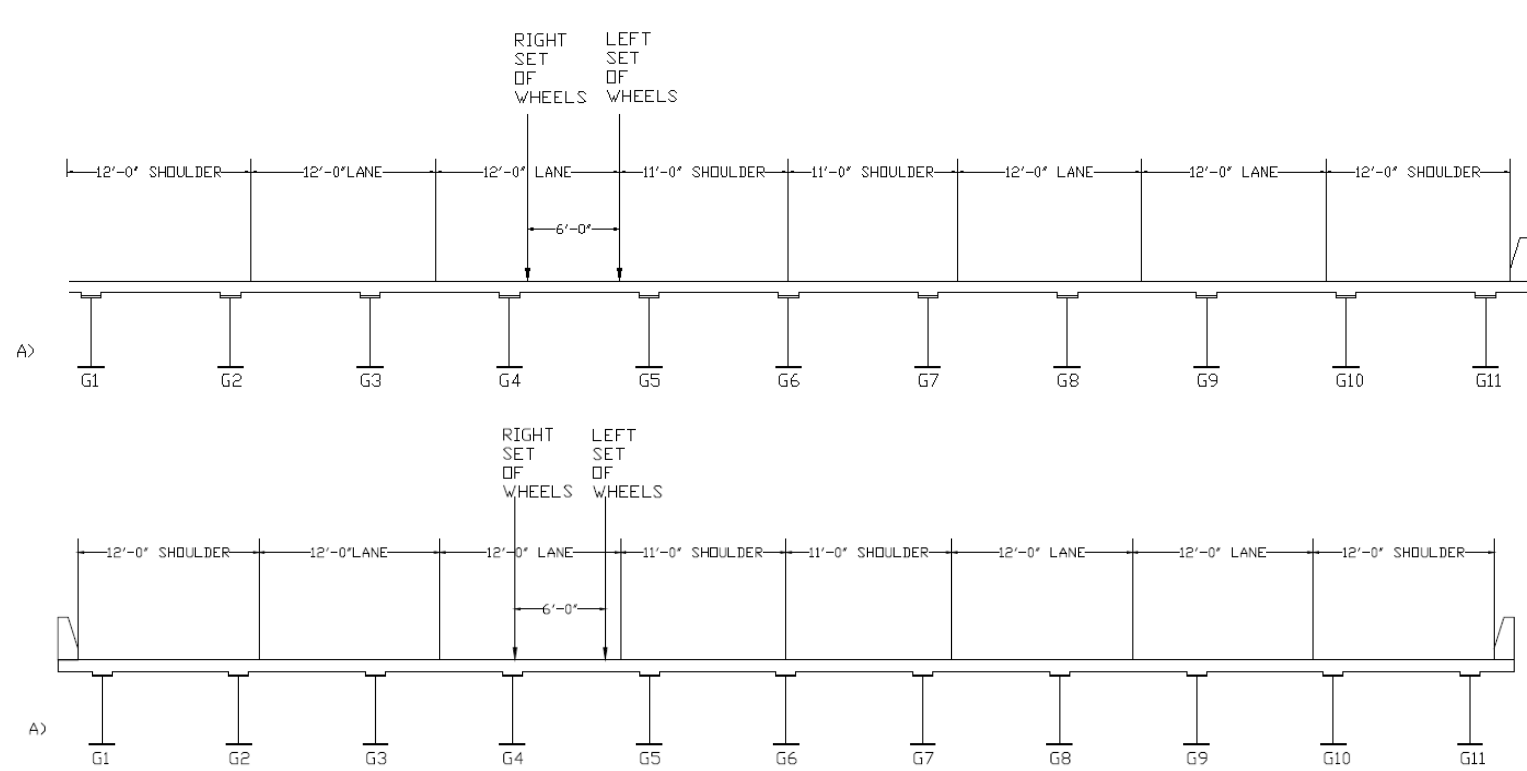 RIGHT LEFT
SET SET
OF OF
WHEELS WHEELS
12'-0" SHOULDER 12'-0"LANE 12'-0" LANE 11'-0" SHOULDER 11'-0" SHOULDER 12'-0" LANE 12'-0" LANE 12'-0" SHOULDER
6'-0"
A)
G1 G2 G3 G4 G5 G6 G7 G8 G9 G10 G11
RIGHT LEFT
SET SET
OF OF
WHEELS WHEELS
12'-0" SHOULDER 12'-0"LANE 12'-0" LANE 11'-0" SHOULDER 11'-0" SHOULDER 12'-0" LANE 12'-0" LANE 12'-0" SHOULDER
6'-0"
A)
G1 G2 G3 G4 G5 G6 G7 G8 G9 G10 G11